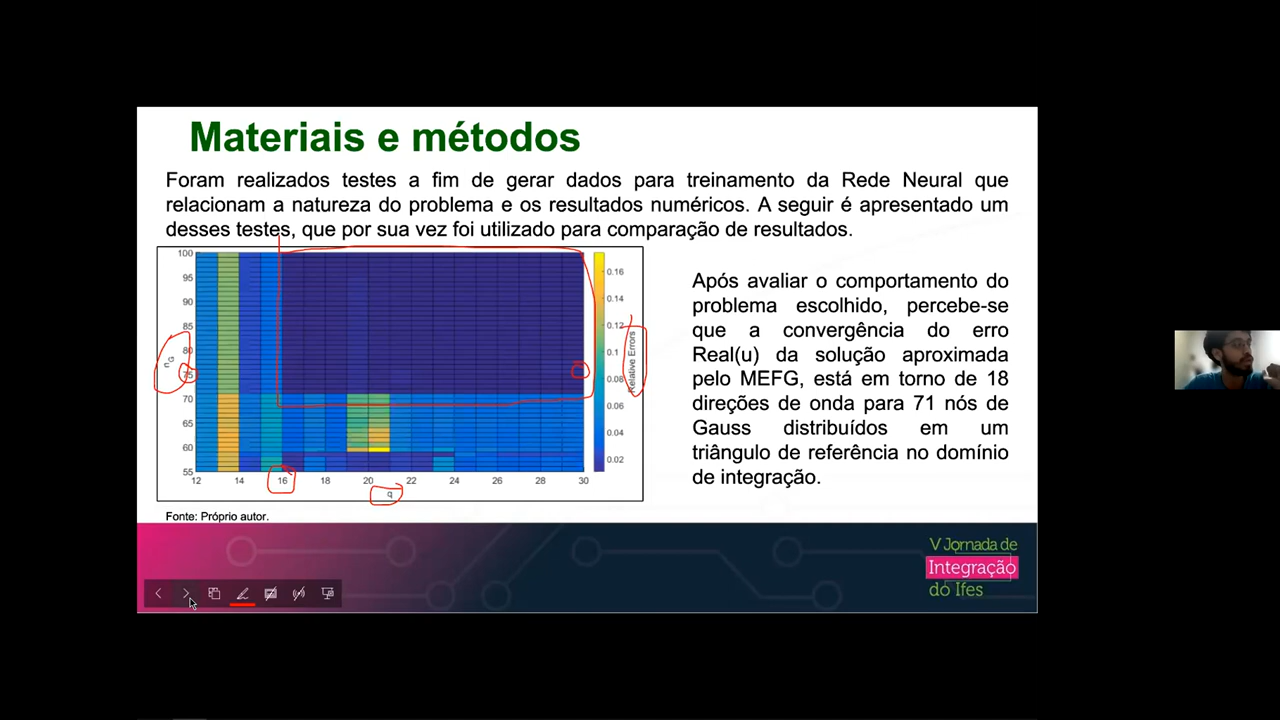 Materiais e métodos
Foram realizados testes a fim de gerar dados para treinamento da Rede Neural que
relacionam a natureza do problema e os resultados numéricos. A seguir é apresentado um
desses testes, que por sua vez foi utilizado para comparação de resultados.
100
95
90
85
80
75
70
65
60
55
nG
12
14
16
18
20
22
24
26
28
30
q
0.16
0.14
0.12
0.1
0.08
0.06
0.04
0.02
Relative Errors
Após avaliar o comportamento do
problema escolhido, percebe-se
que a convergência do erro
Real(u) da solução aproximada
pelo MEFG, está em torno de 18
direções de onda para 71 nós de
Gauss distribuídos em um
triângulo de referência no domínio
de integração.
Fonte: Próprio autor.
V Jornada de
Integração
do Ifes